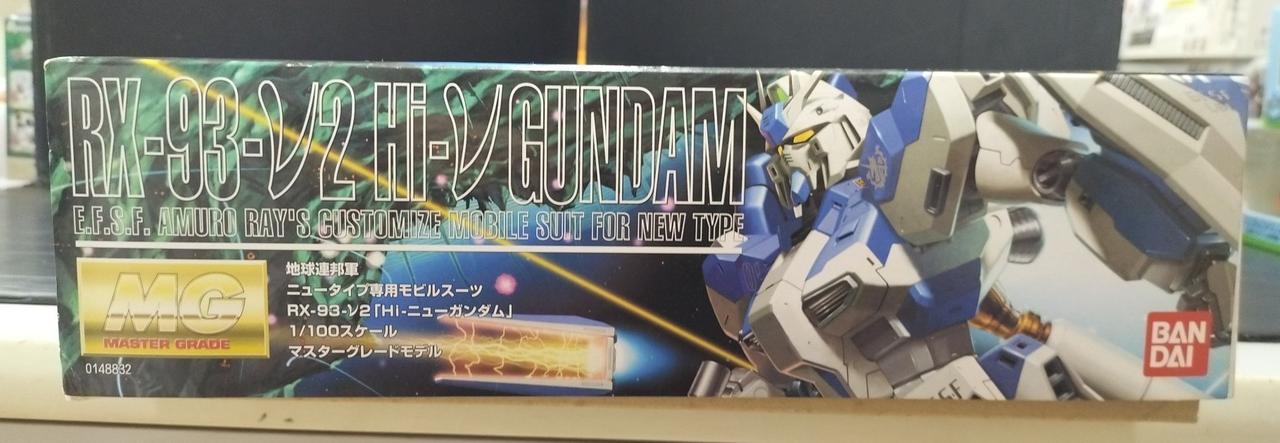 RX-93-ν2 Hi-ν GUNDAM
E.F.S.F. AMURO RAY'S CUSTOMIZE MOBILE SUIT FOR NEW TYPE
MG
MASTER GRADE
0148832
地球連邦軍
ニュータイプ専用モビルスーツ
RX-93-ν2「Hi-ニューガンダム」
1/100スケール
マスターグレードモデル
BAN
DAI